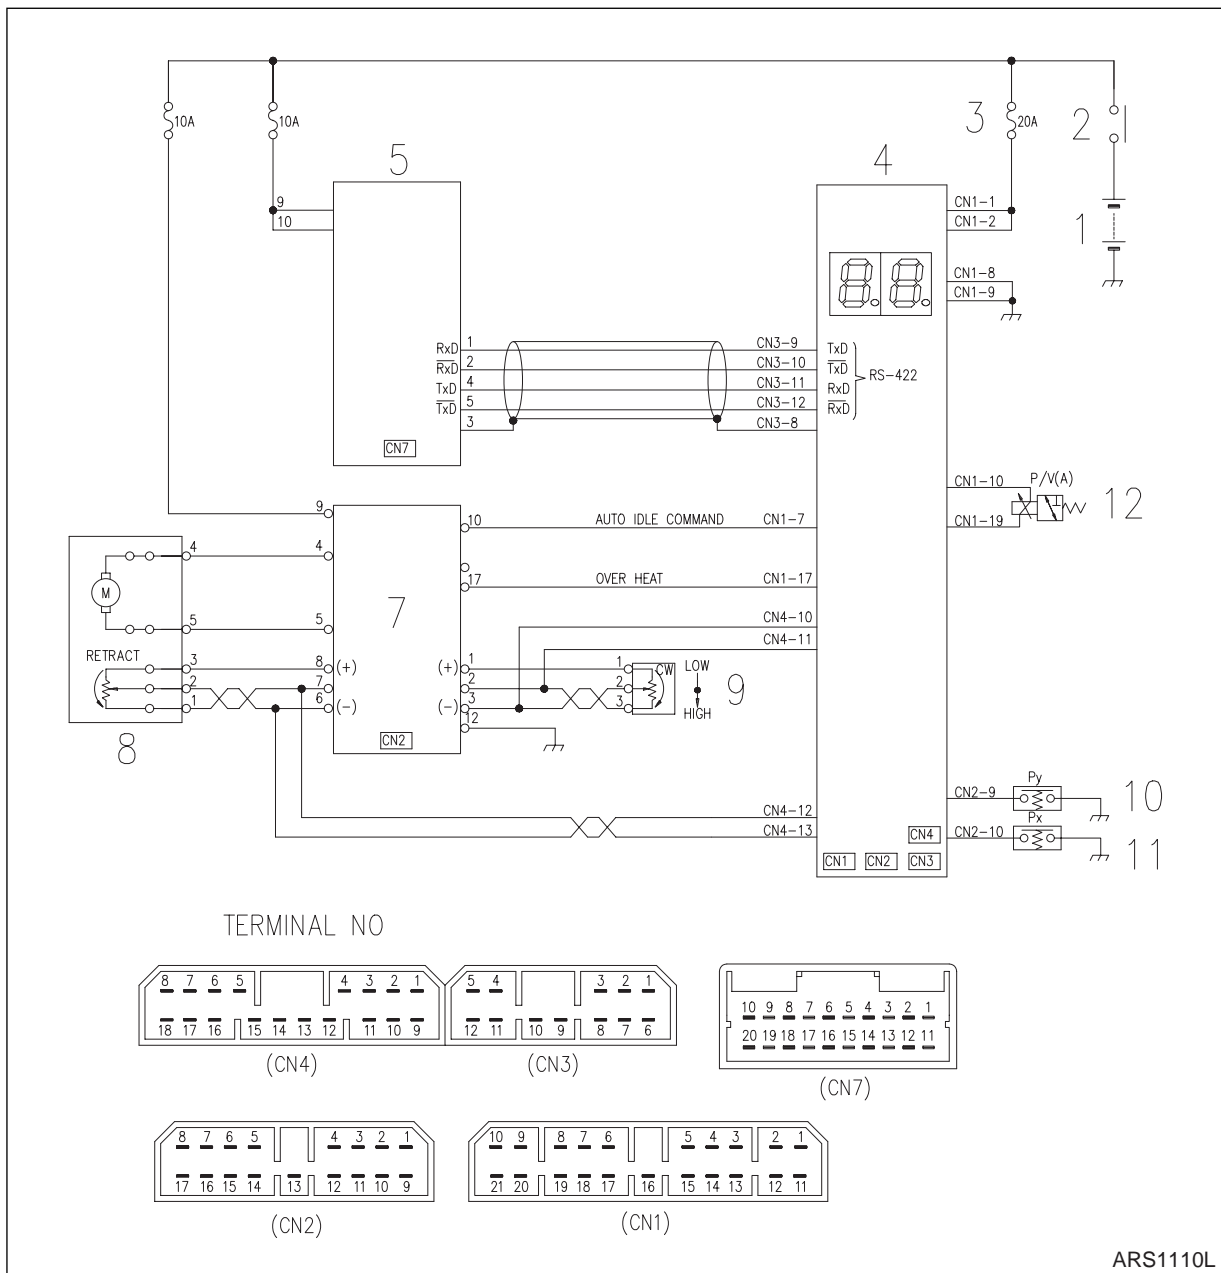 10A
10A
3
20A
2
5
4
9
10
CN1-1
CN1-2
1
CN1-8
CN1-9
RxD 1 CN3-9 TxD
RxD 2 CN3-10 TxD
TxD 4 CN3-11 RxD
TxD 5 CN3-12 RxD
RS-422
3 CN3-8
CN7
CN1-10 P/V(A)
CN1-19
12
9
10 AUTO IDLE COMMAND CN1-7
4 4
M
17 OVER HEAT CN1-17
7
5 5
CN4-10
CN4-11
RETRACT
3 8 (+) (+) 1 1 CW LOW
2 7 2 2
1 6 (-) (-) 3 3 HIGH
9
12
CN2
8
CN2-9 Py
10
CN4-12
CN4-13
CN4
CN2-10 Px
11
CN1 CN2 CN3
TERMINAL NO
8 7 6 5 4 3 2 1
18 17 16 15 14 13 12 11 10 9
(CN4)
5 4 3 2 1
12 11 10 9 8 7 6
(CN3)
10 9 8 7 6 5 4 3 2 1
20 19 18 17 16 15 14 13 12 11
(CN7)
8 7 6 5 4 3 2 1
17 16 15 14 13 12 11 10 9
(CN2)
10 9 8 7 6 5 4 3 2 1
21 20 19 18 17 16 15 14 13 12 11
(CN1)
ARS1110L